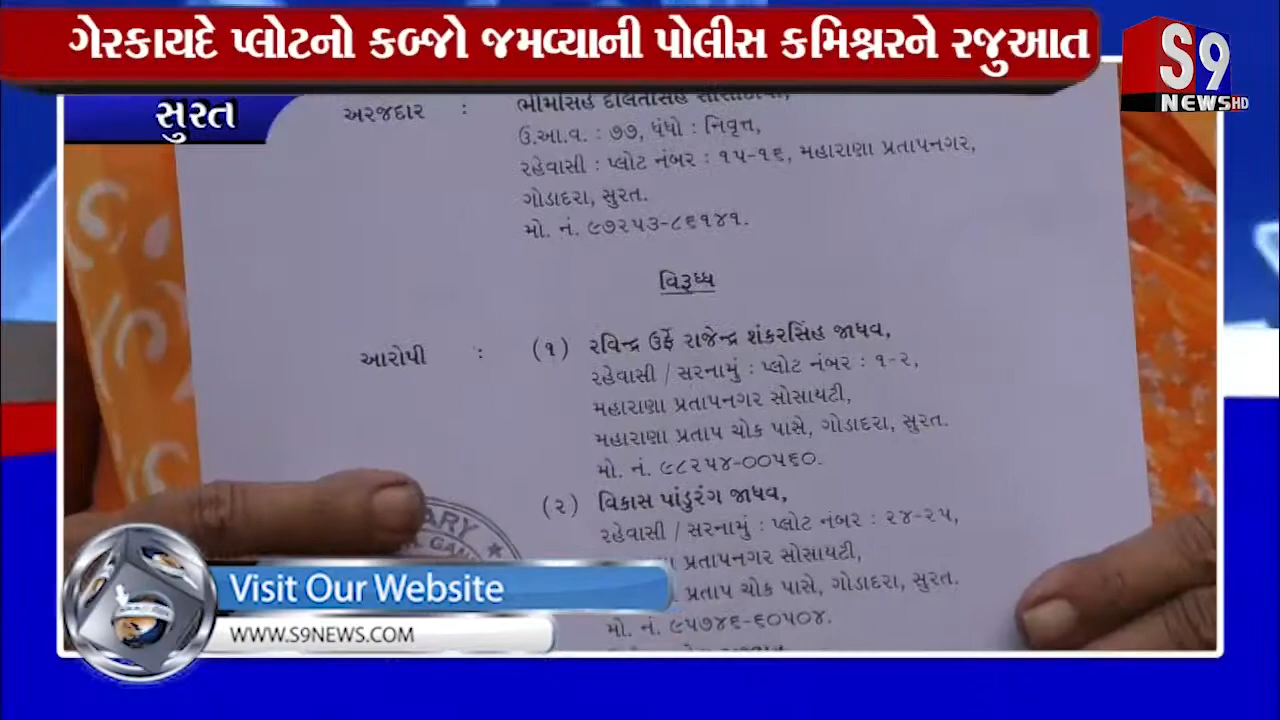 ગેરકાયદે પ્લોટનો કબ્જો જમવ્યાની પોલીસ કમિશ્નરને રજુઆત
S9
NEWS HD
સુરત
અરજદાર :
ઉ.આ.વ. : ૭૭, ધંધો : નિવૃત્ત,
રહેવાસી : પ્લોટ નંબર : ૧૫-૧૬, મહારાણા પ્રતાપનગર,
ગોડાદરા, સુરત.
મો. નં. ૯૭૨૫૩-૮૬૧૪૧.
વિરૂધ્ધ
આરોપી : (૧) રવિન્દ્ર ઉર્ફે રાજેન્દ્ર શંકરસિંહ જાધવ,
રહેવાસી / સરનામું : પ્લોટ નંબર : ૧-૨,
મહારાણા પ્રતાપનગર સોસાયટી,
મહારાણા પ્રતાપ ચોક પાસે, ગોડાદરા, સુરત.
મો. નં. ૯૮૨૫૪-૦૦૫૬૦.
(૨) વિકાસ પાંડુરંગ જાધવ,
રહેવાસી / સરનામું : પ્લોટ નંબર : ૨૪-૨૫,
પ્રતાપનગર સોસાયટી,
પ્રતાપ ચોક પાસે, ગોડાદરા, સુરત.
મો. નં. ૯૫૭૪૬-૬૦૫૦૪.
Visit Our Website
WWW.S9NEWS.COM